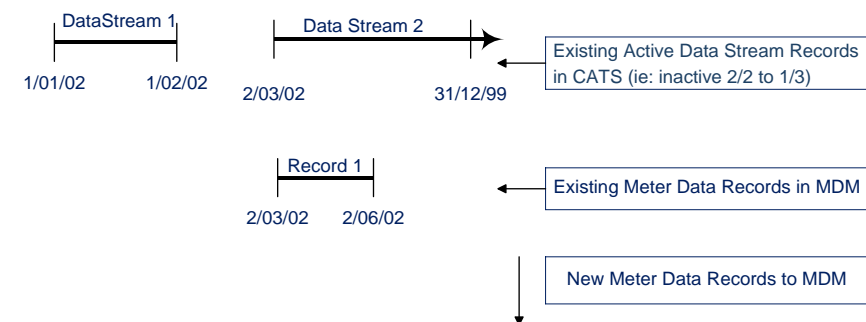 DataStream 1
Data Stream 2
1/01/02
1/02/02
2/03/02
31/12/99
Existing Active Data Stream Records
in CATS (ie: inactive 2/2 to 1/3)
Record 1
2/03/02
2/06/02
Existing Meter Data Records in MDM
New Meter Data Records to MDM